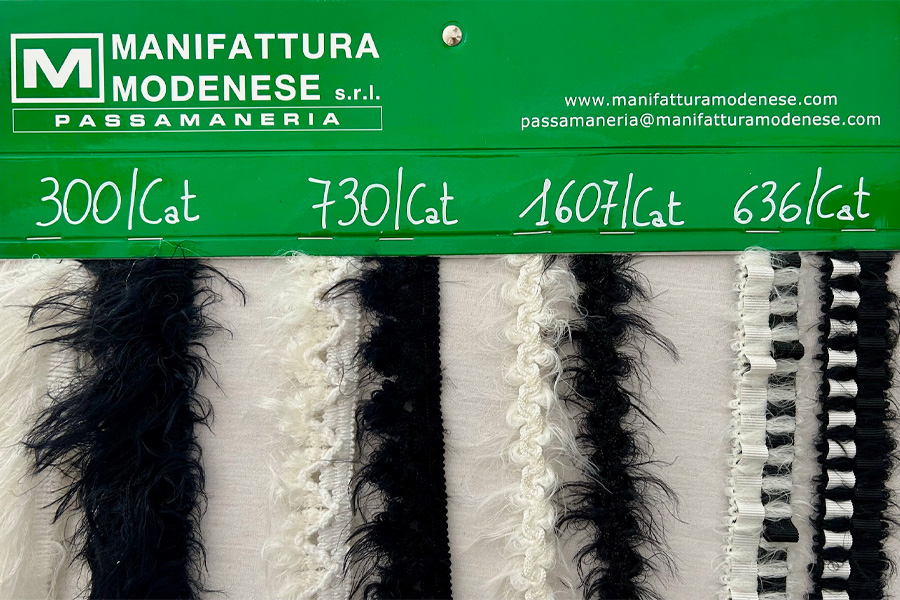 M
MANIFATTURA
MODENESE s.r.l.
PASSAMANERIA
www.manifatturamodenese.com
passamaneria@manifatturamodenese.com
300/Cat 730/Cat 1607/Cat 636/Cat